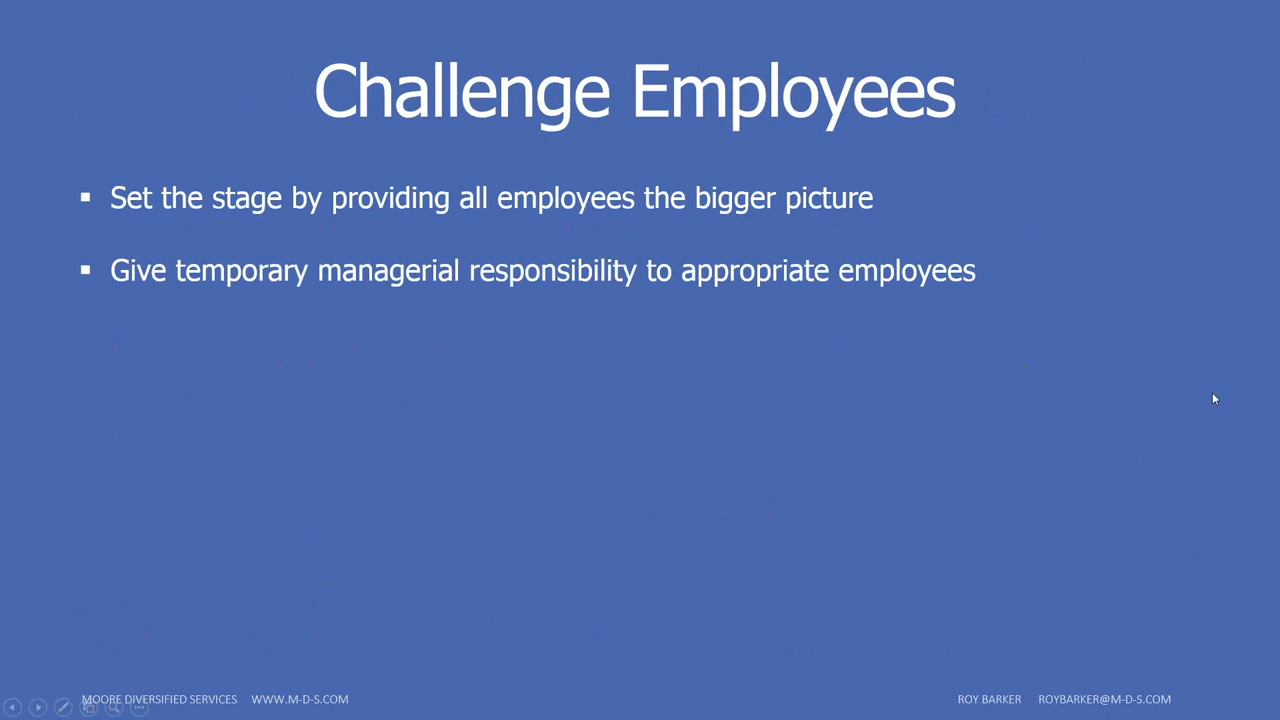 Challenge Employees
▪ Set the stage by providing all employees the bigger picture
▪ Give temporary managerial responsibility to appropriate employees
MOORE DIVERSIFIED SERVICES WWW.M-D-S.COM ROY BARKER ROYBARKER@M-D-S.COM